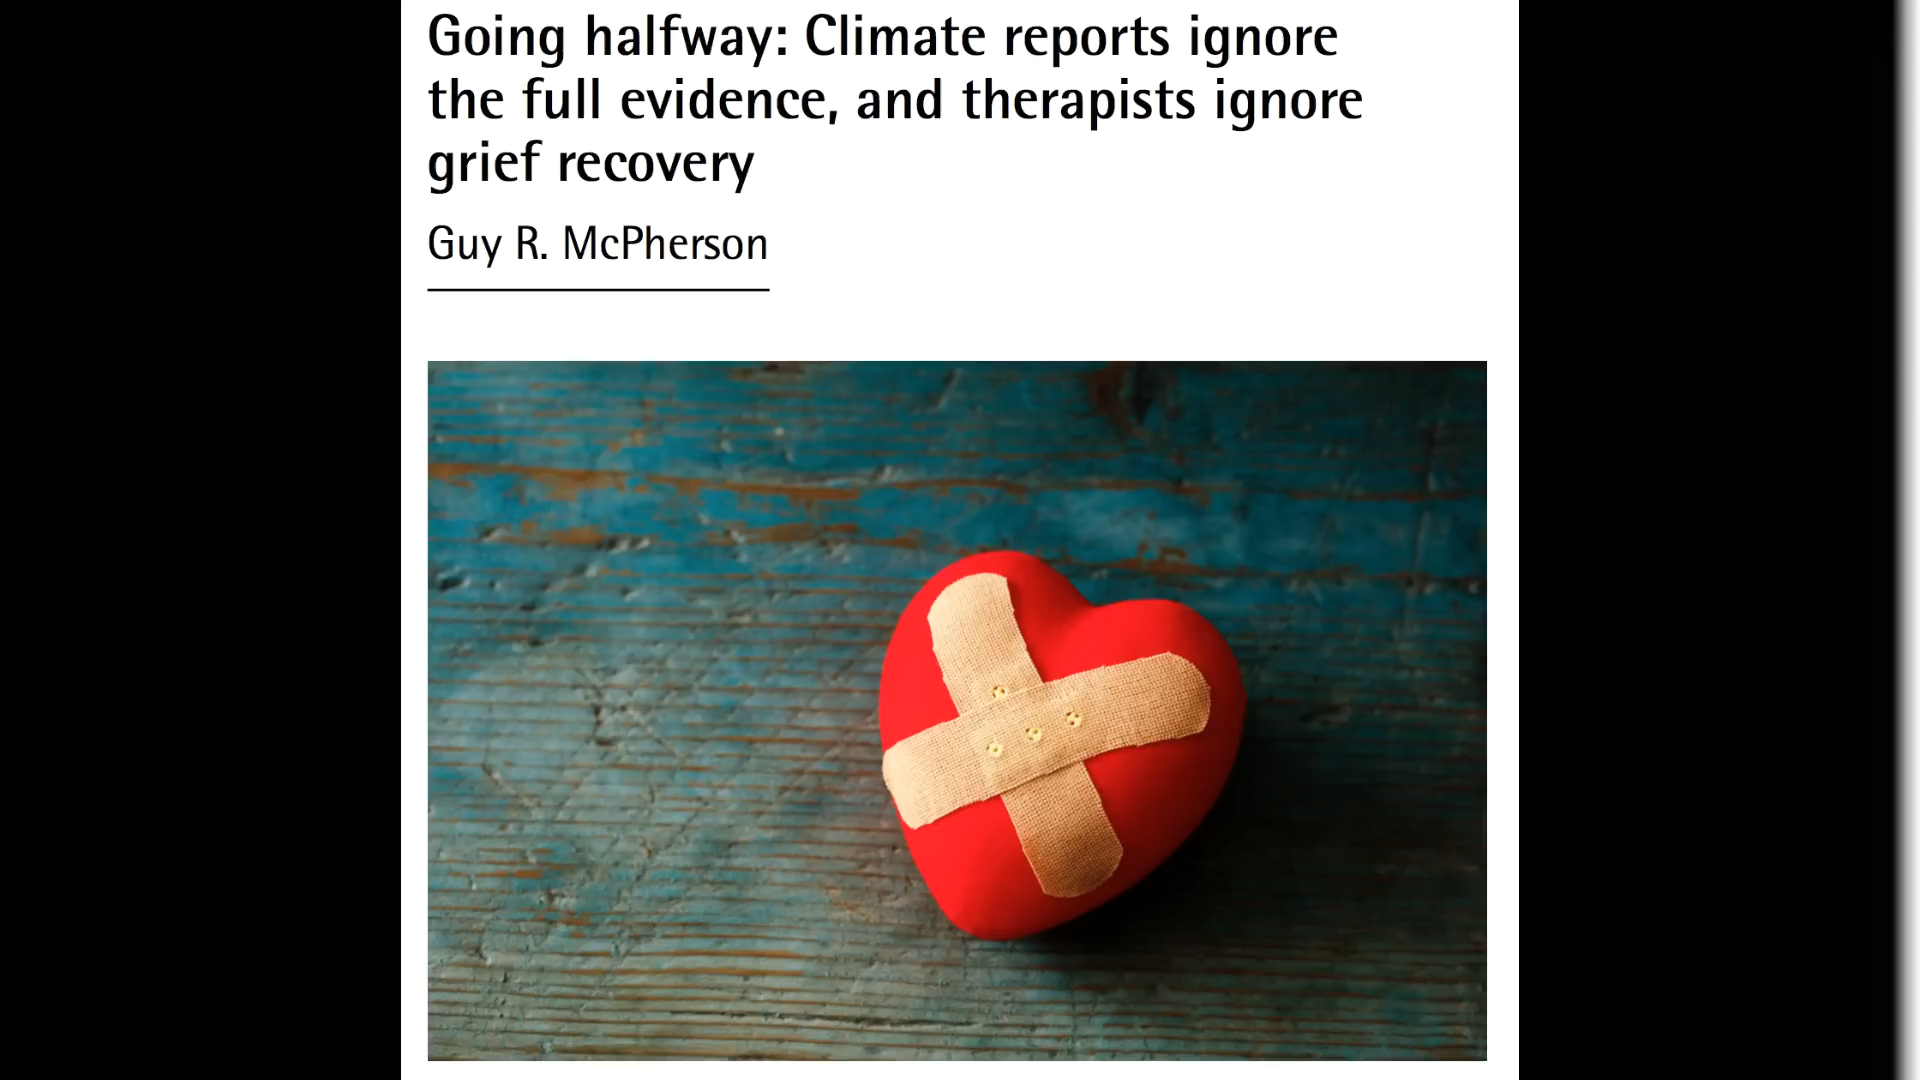 Going halfway: Climate reports ignore
the full evidence, and therapists ignore
grief recovery
Guy R. McPherson